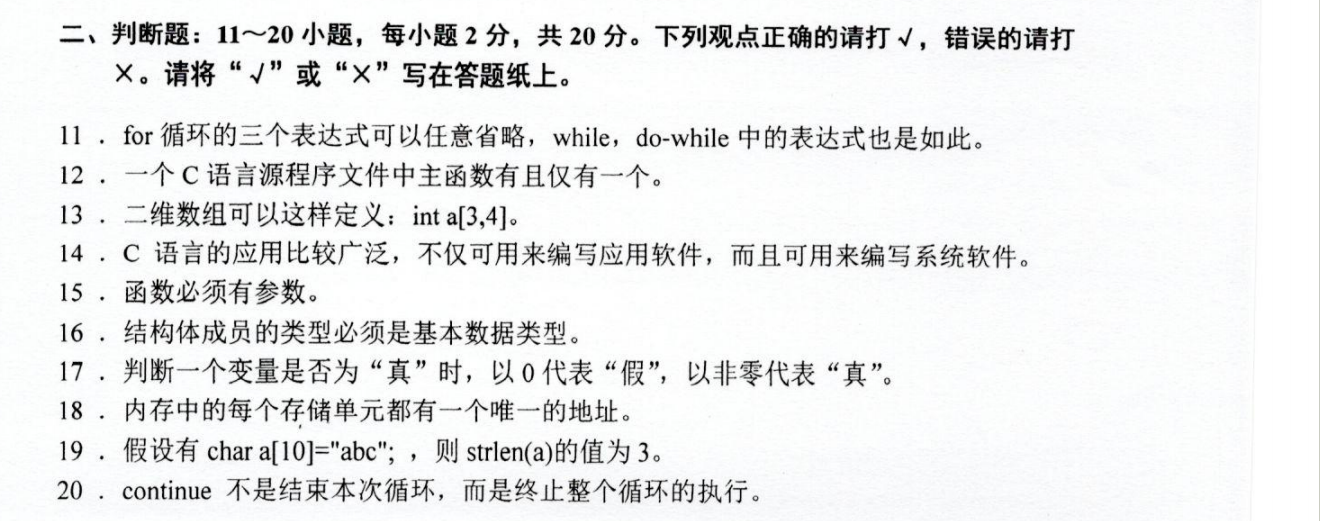 二、判断题：11～20 小题，每小题 2 分，共 20 分。下列观点正确的请打 √，错误的请打
×。请将“√”或“×”写在答题纸上。
11 ．for 循环的三个表达式可以任意省略，while，do-while 中的表达式也是如此。
12 ．一个 C 语言源程序文件中主函数有且仅有一个。
13 ．二维数组可以这样定义：int a[3,4]。
14 ．C 语言的应用比较广泛，不仅可用来编写应用软件，而且可用来编写系统软件。
15 ．函数必须有参数。
16 ．结构体成员的类型必须是基本数据类型。
17 ．判断一个变量是否为“真”时，以 0 代表“假”，以非零代表“真”。
18 ．内存中的每个存储单元都有一个唯一的地址。
19 ．假设有 char a[10]="abc"; ，则 strlen(a)的值为 3。
20 ．continue 不是结束本次循环，而是终止整个循环的执行。